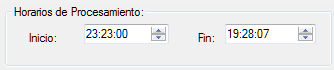 Horarios de Procesamiento:
Inicio: 23:23:00 Fin: 19:28:07